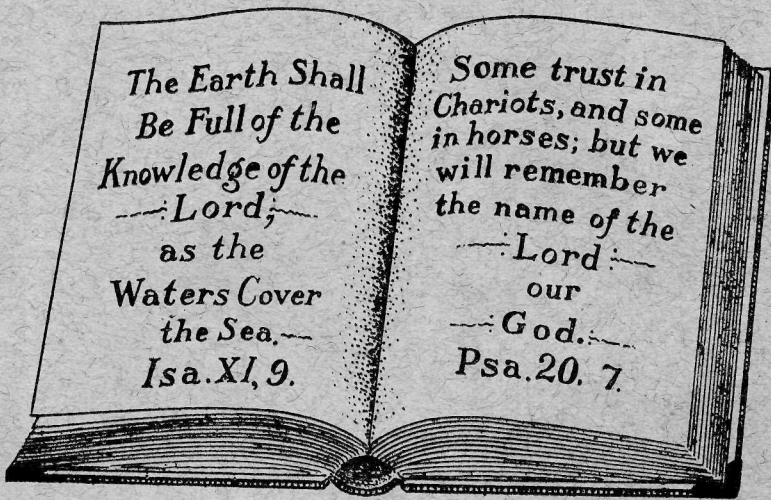 The Earth Shall
Be Full of the
Knowledge of the
Lord;
as the
Waters Cover
the Sea.
Isa. XI, 9.
Some trust in
Chariots, and some
in horses; but we
will remember
the name of the
Lord
our
God.
Psa. 20. 7.